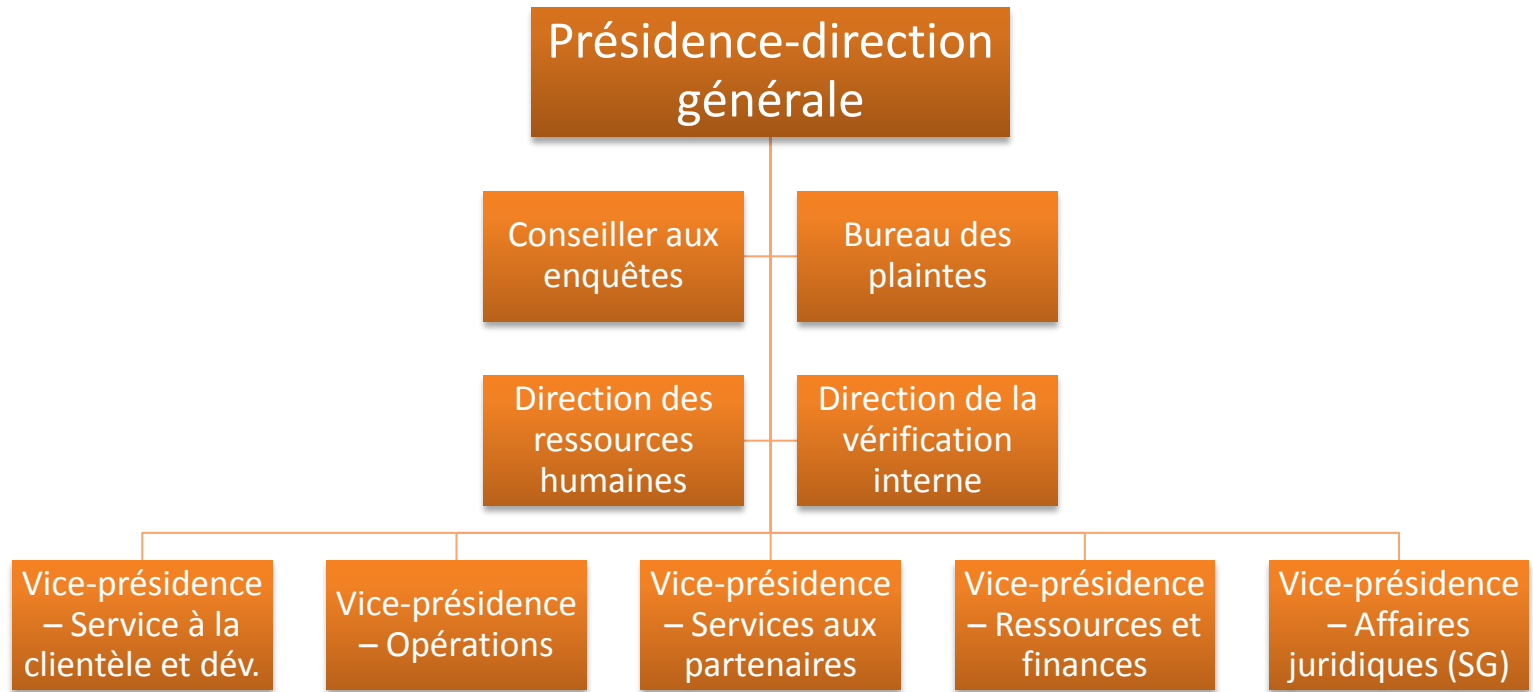 Présidence-direction
générale
Conseiller aux
enquêtes
Bureau des
plaintes
Direction des
ressources
humaines
Direction de la
vérification
interne
Vice-présidence
– Service à la
clientèle et dév.
Vice-présidence
– Opérations
Vice-présidence
– Services aux
partenaires
Vice-présidence
– Ressources et
finances
Vice-présidence
– Affaires
juridiques (SG)